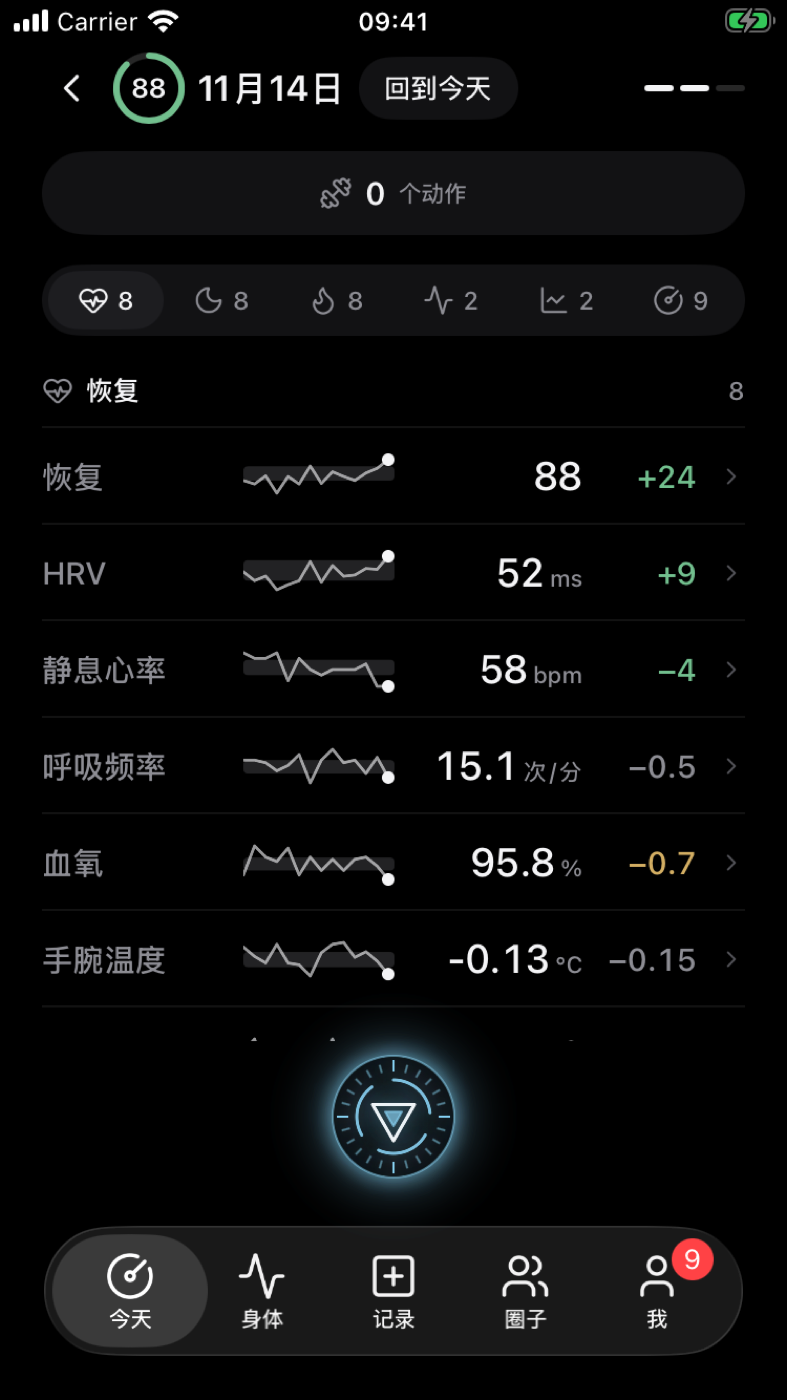 Carrier 09:41
88 11月14日 回到今天
0 个动作
8 8 8 2 2 9
恢复 8
恢复 88 +24
HRV 52 ms +9
静息心率 58 bpm −4
呼吸频率 15.1 次/分 −0.5
血氧 95.8 % −0.7
手腕温度 -0.13 °C −0.15
9
今天 身体 记录 圈子 我